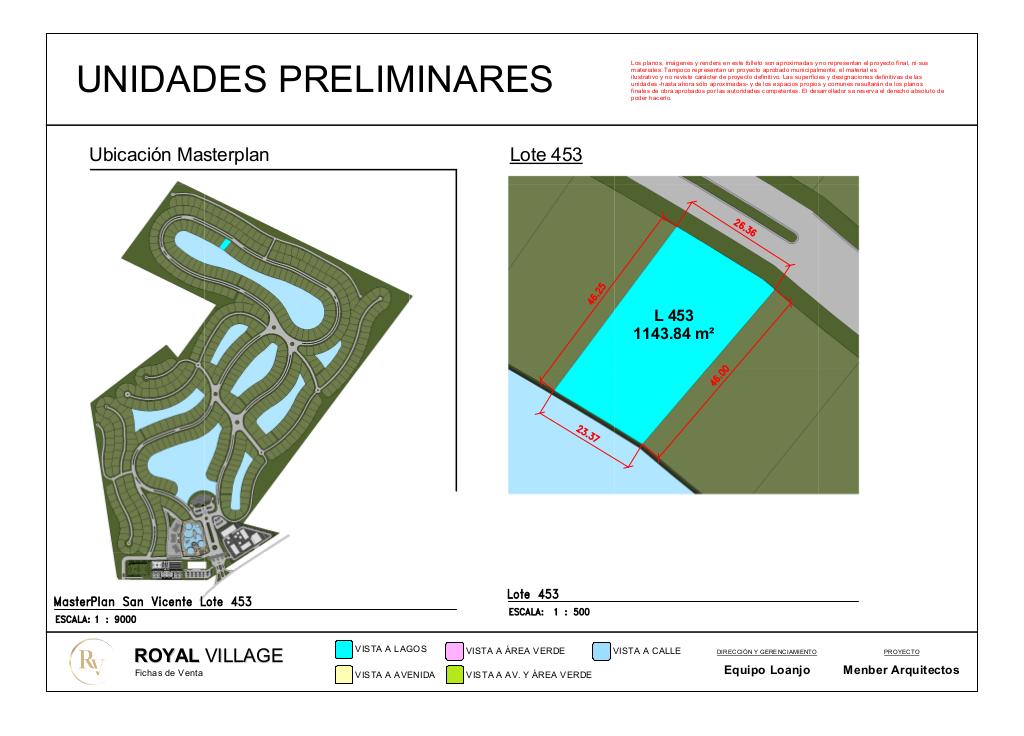 UNIDADES PRELIMINARES
Los planos, imágenes y renders en este folleto son aproximadas y no representan el proyecto final, ni sus
materiales. Tampoco representan un proyecto aprobado municipalmente, el material es
ilustrativo y no reviste carácter de proyecto definitivo. Las superficies y designaciones definitivas de las
unidades -hasta ahora sólo aproximadas- y de los espacios propios y comunes resultarán de los planos
finales de obra aprobados por las autoridades competentes. El desarrollador se reserva el derecho absoluto de
poder hacerlo.
Ubicación Masterplan
Lote 453
26.36
46.25
L 453
1143.84 m²
46.00
23.37
MasterPlan San Vicente Lote 453
ESCALA: 1 : 9000
Lote 453
ESCALA: 1 : 500
RV
ROYAL VILLAGE
Fichas de Venta
VISTA A LAGOS
VISTA A ÁREA VERDE
VISTA A CALLE
VISTA A AVENIDA
VISTA A AV. Y ÁREA VERDE
DIRECCIÓN Y GERENCIAMIENTO
Equipo Loanjo
PROYECTO
Menber Arquitectos